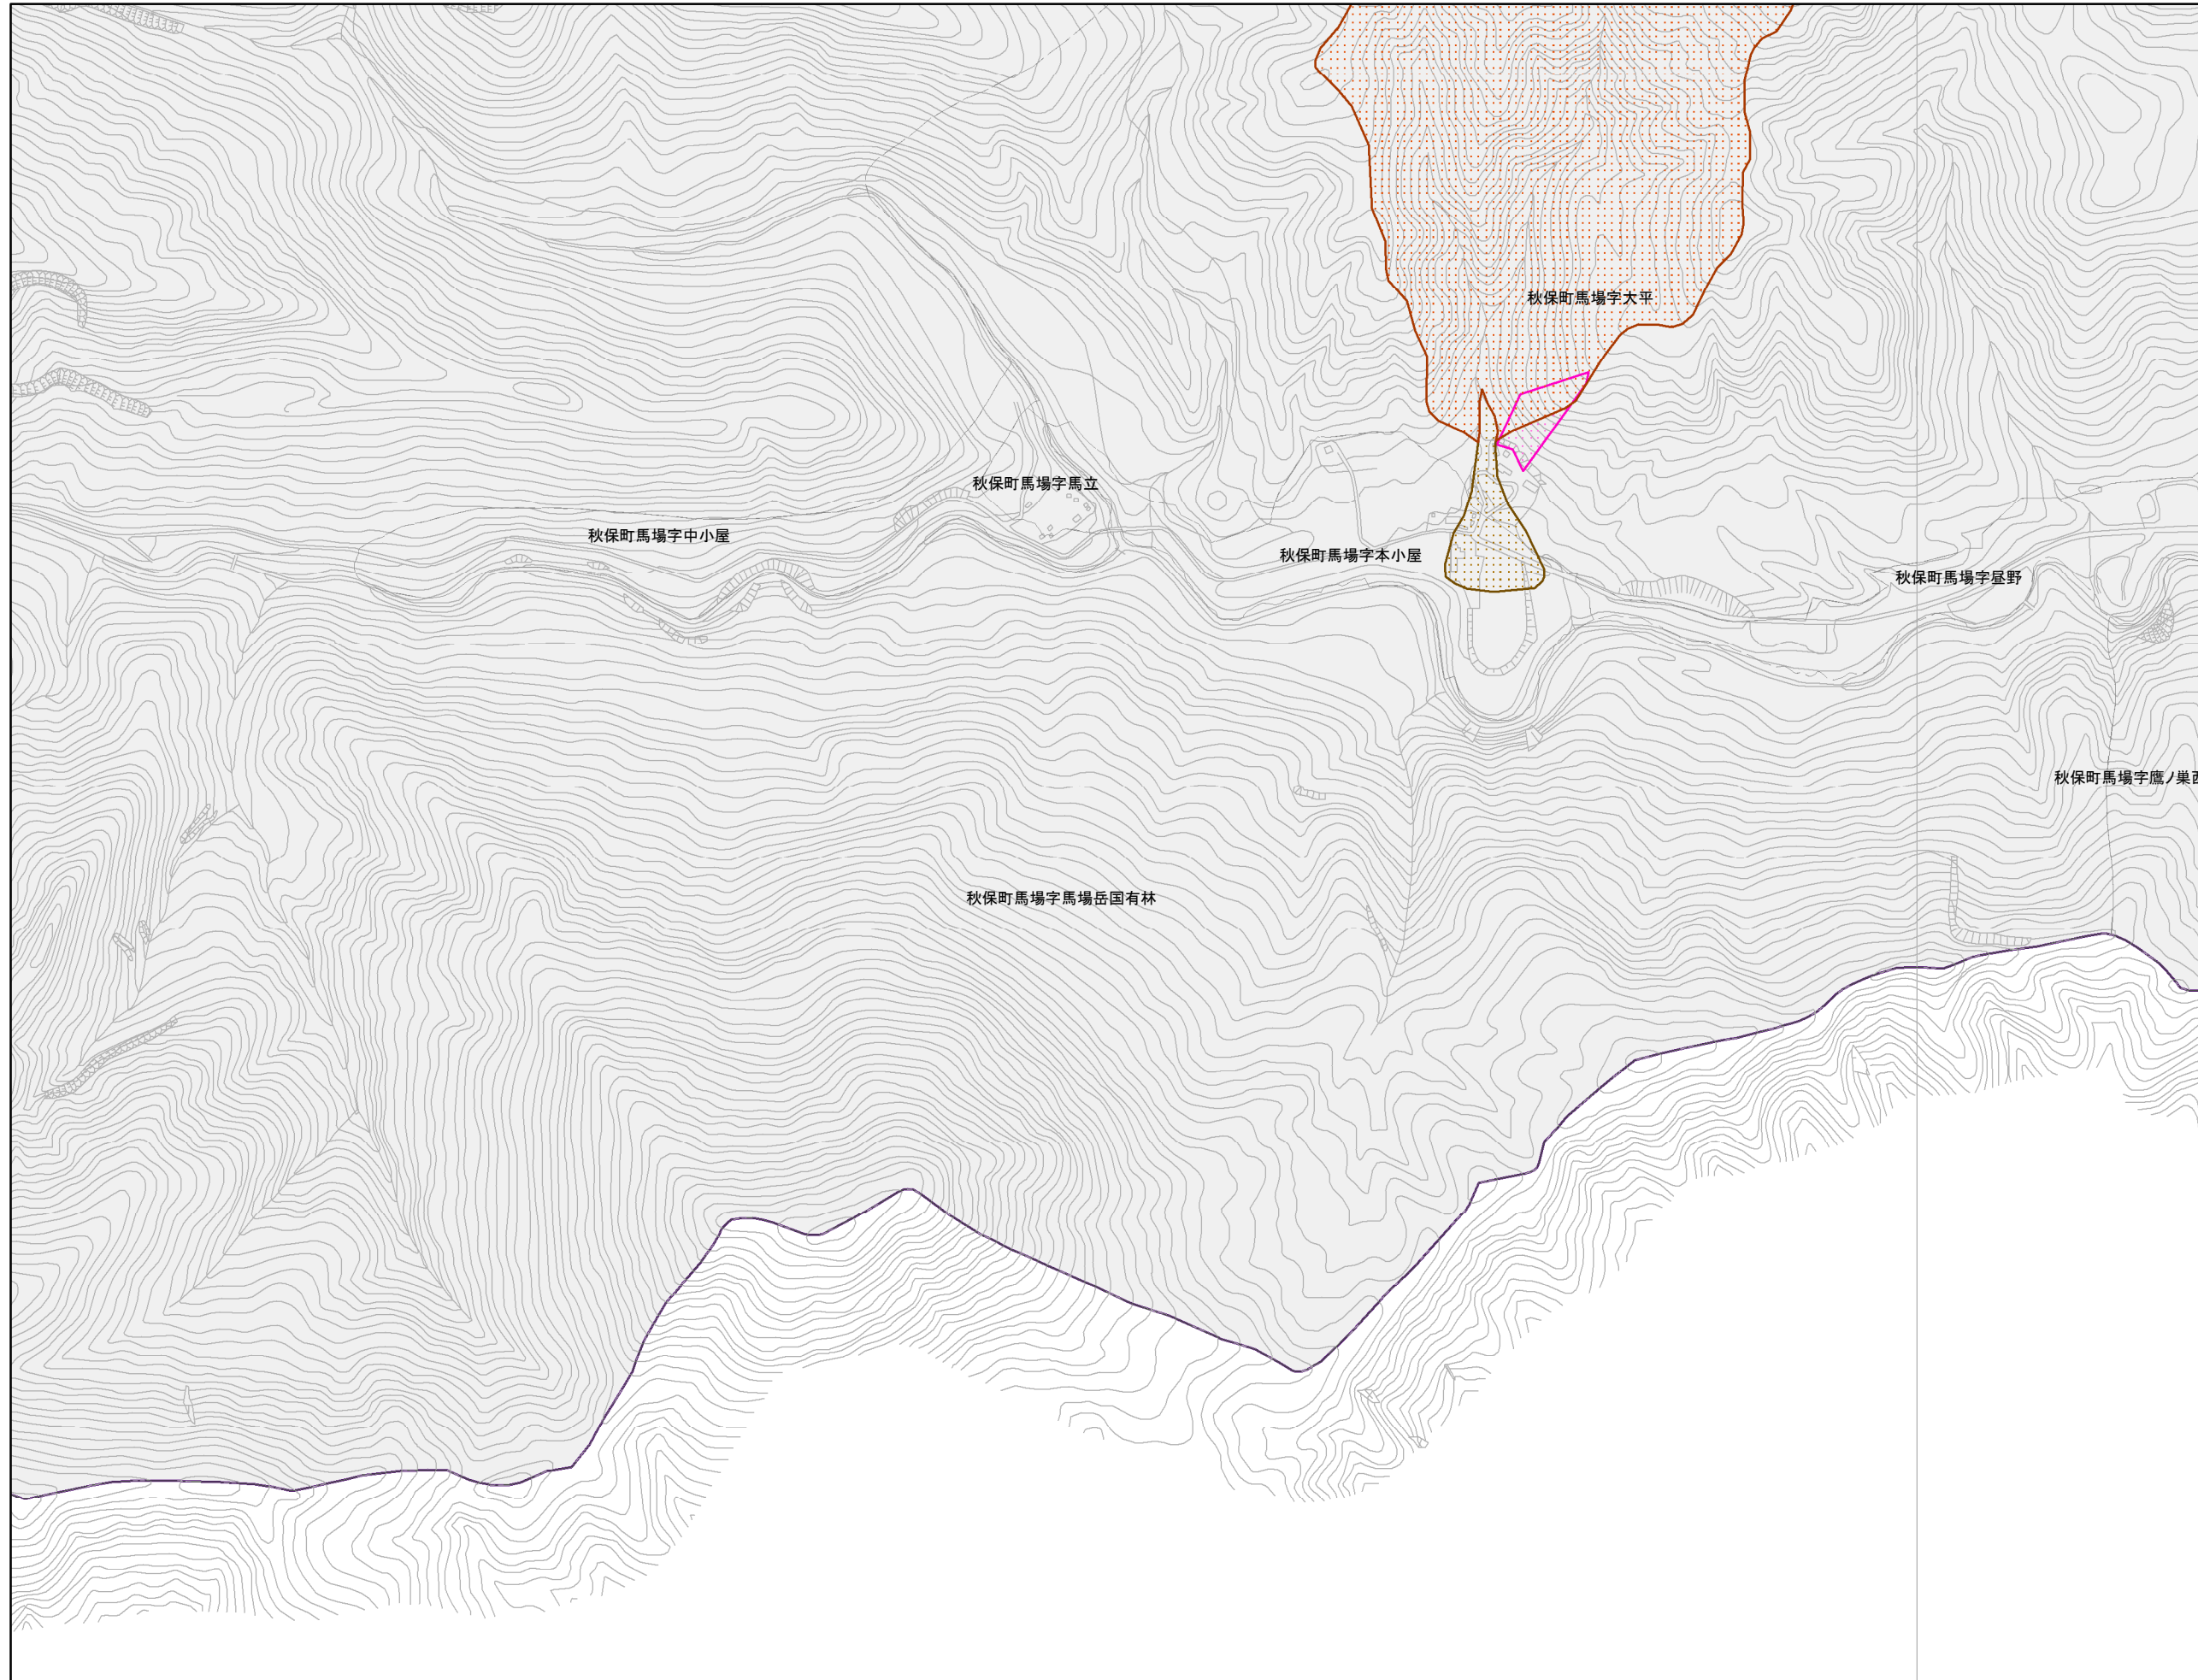 秋保町馬場字大平
秋保町馬場字馬立
秋保町馬場字中小屋
秋保町馬場字本小屋
秋保町馬場字昼野
秋保町馬場字鷹ノ巣西
秋保町馬場字馬場岳国有林